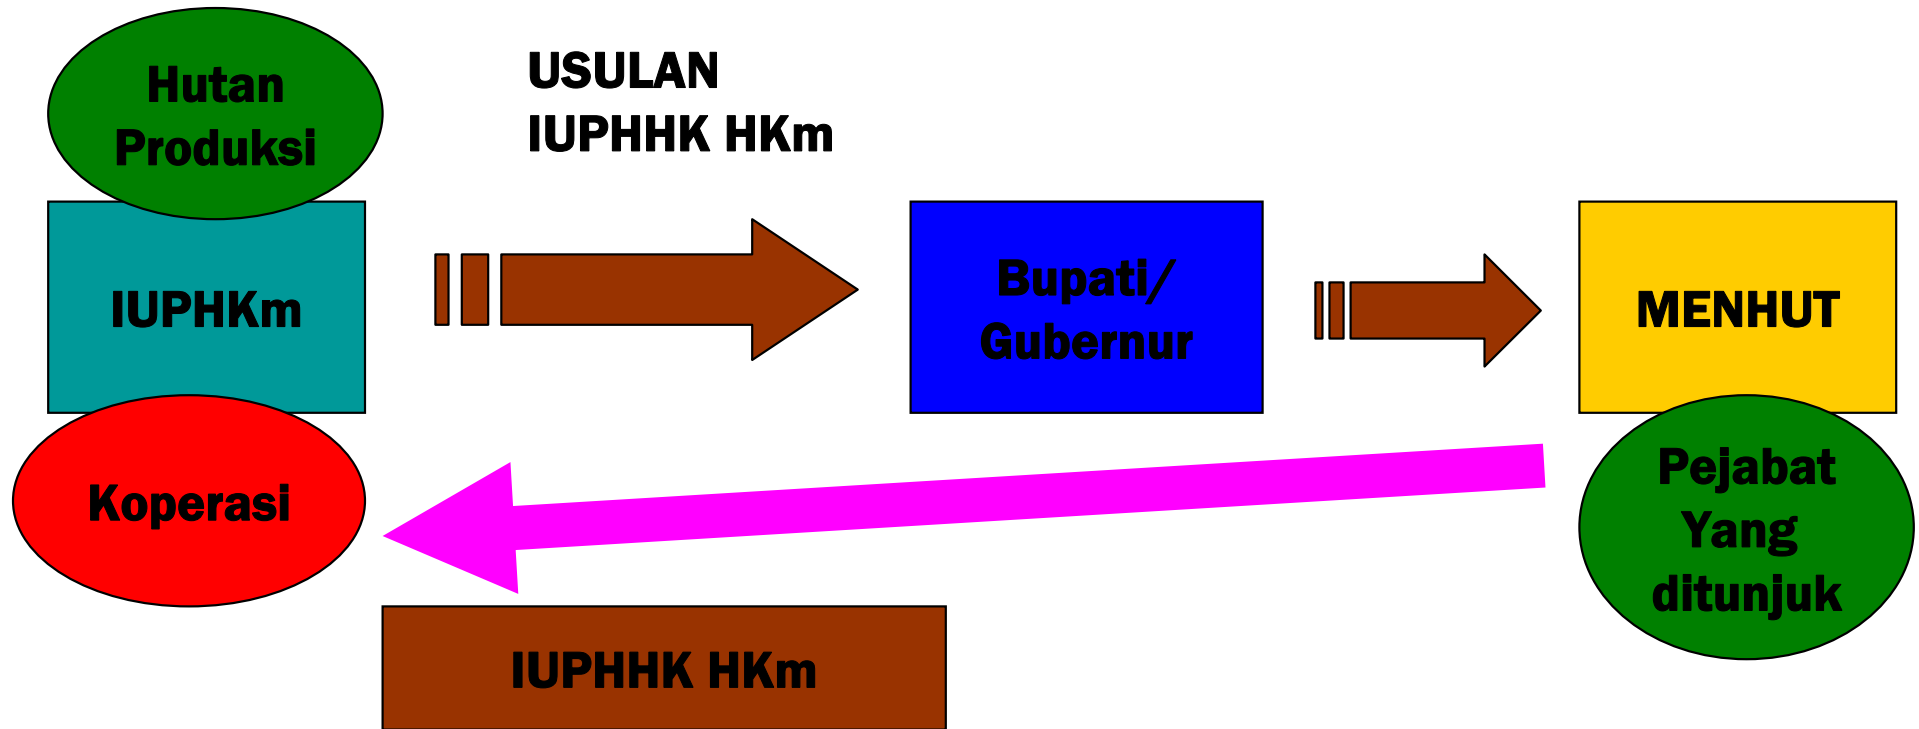 Hutan
Produksi
USULAN
IUPHHK HKm
IUPHKm
Bupati/
Gubernur
MENHUT
Koperasi
Pejabat
Yang
ditunjuk
IUPHHK HKm